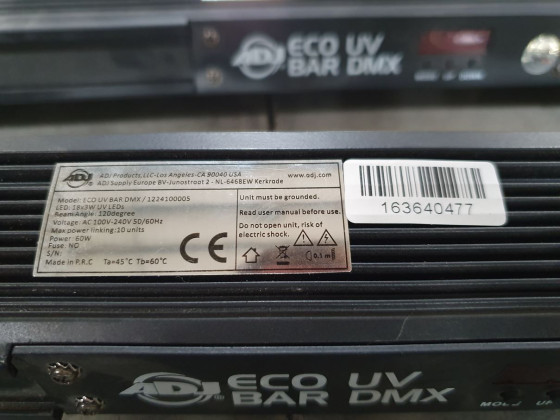 ADJ ECO UV
BAR DMX
ADJ
ADJ Products, LLC-Los Angeles-CA 90040 USA
www.adj.com
ADJ Supply Europe BV-Junostraat 2 - NL-6468EW Kerkrade
Model: ECO UV BAR DMX / 1224100005
LED: 18x3W UV LEDs
Beam Angle: 120degree
Voltage: AC 100V-240V 50/60Hz
Max power linking: 10 units
Power: 60W
Fuse: NO
S/N:
Made in P.R.C Ta=45°C Tb=60°C
CE
Unit must be grounded.
Read user manual before use.
Do not open unit, risk of
electric shock.
0.1 m
163640477
ADJ® ECO UV
BAR DMX
MODE